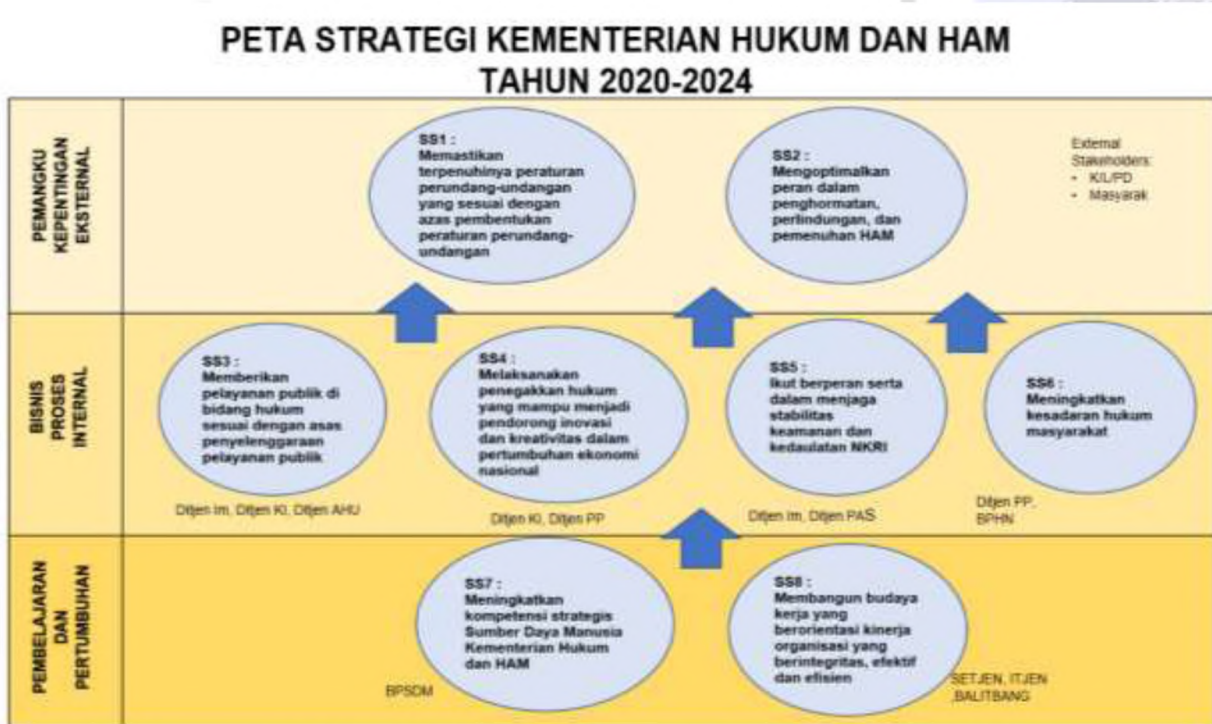 PETA STRATEGI KEMENTERIAN HUKUM DAN HAM
TAHUN 2020-2024
PEMANGKU
KEPENTINGAN
EKSTERNAL
SS1 :
Memastikan
terpenuhinya peraturan
perundang-undangan
yang sesuai dengan
azas pembentukan
peraturan perundang-
undangan
SS2 :
Mengoptimalkan
peran dalam
penghormatan,
perlindungan, dan
pemenuhan HAM
External
Stakeholders:
• K/L/PD
• Masyarak
BISNIS
PROSES
INTERNAL
SS3 :
Memberikan
pelayanan publik di
bidang hukum
sesuai dengan asas
penyelenggaraan
pelayanan publik
Ditjen Im, Ditjen KI, Ditjen AHU
SS4 :
Melaksanakan
penegakkan hukum
yang mampu menjadi
pendorong inovasi
dan kreativitas dalam
pertumbuhan ekonomi
nasional
Ditjen KI, Ditjen PP
SS5 :
Ikut berperan serta
dalam menjaga
stabilitas
keamanan dan
kedaulatan NKRI
Ditjen Im, Ditjen PAS
SS6 :
Meningkatkan
kesadaran hukum
masyarakat
Ditjen PP,
BPHN
PEMBELAJARAN
DAN
PERTUMBUHAN
SS7 :
Meningkatkan
kompetensi strategis
Sumber Daya Manusia
Kementerian Hukum
dan HAM
BPSDM
SS8 :
Membangun budaya
kerja yang
berorientasi kinerja
organisasi yang
berintegritas, efektif
dan efisien
SETJEN, ITJEN
,BALITBANG